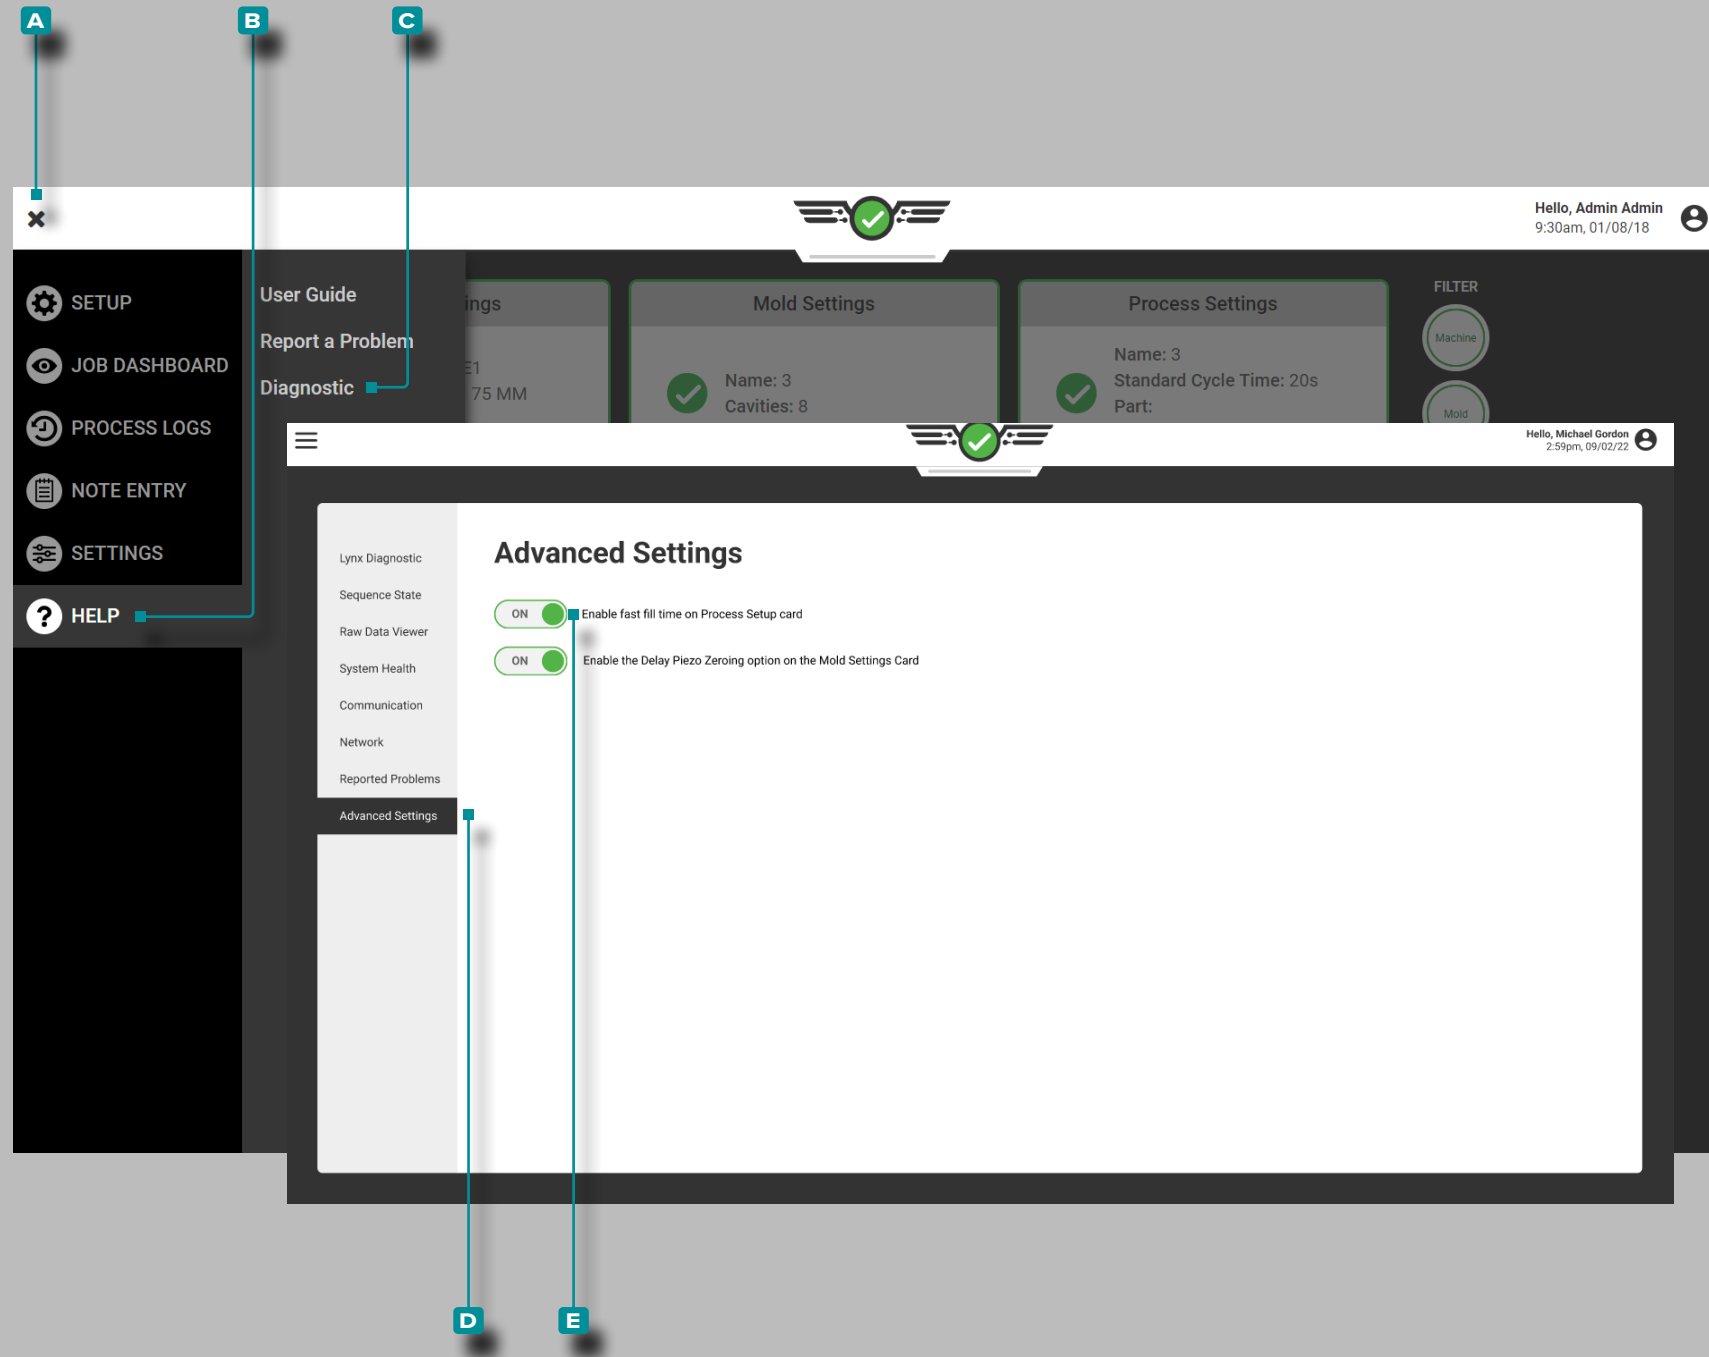 A
B
C
Hello, Admin Admin
9:30am, 01/08/18
SETUP
JOB DASHBOARD
PROCESS LOGS
NOTE ENTRY
SETTINGS
HELP
User Guide
Report a Problem
Diagnostic
ings
E1
75 MM
Mold Settings
Name: 3
Cavities: 8
Process Settings
Name: 3
Standard Cycle Time: 20s
Part:
FILTER
Machine
Mold
Hello, Michael Gordon
2:59pm, 09/02/22
Lynx Diagnostic
Sequence State
Raw Data Viewer
System Health
Communication
Network
Reported Problems
Advanced Settings
Advanced Settings
ON
Enable fast fill time on Process Setup card
ON
Enable the Delay Piezo Zeroing option on the Mold Settings Card
D
E